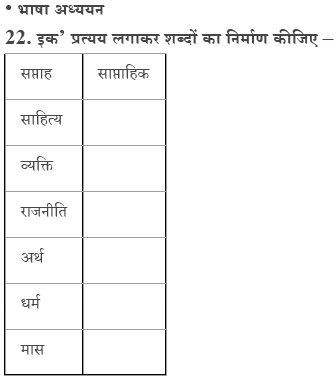 • भाषा अध्ययन
22. इक’ प्रत्यय लगाकर शब्दों का निर्माण कीजिए –
सप्ताह साप्ताहिक
साहित्य
व्यक्ति
राजनीति
अर्थ
धर्म
मास